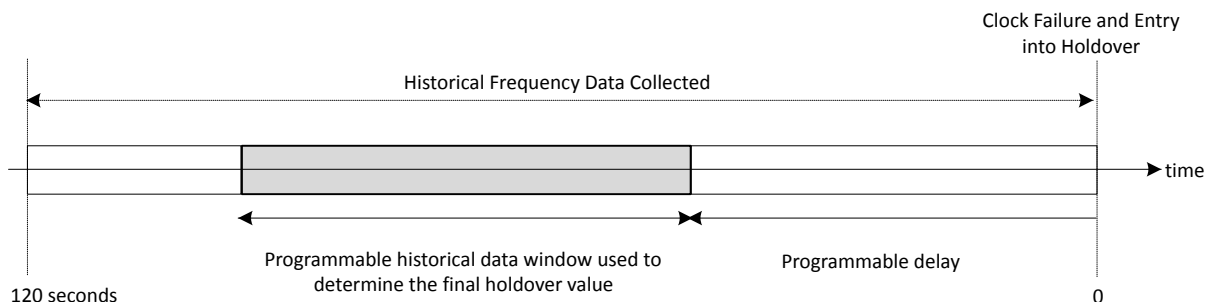 Clock Failure and Entry
into Holdover
Historical Frequency Data Collected
time
Programmable historical data window used to
determine the final holdover value
Programmable delay
120 seconds
0